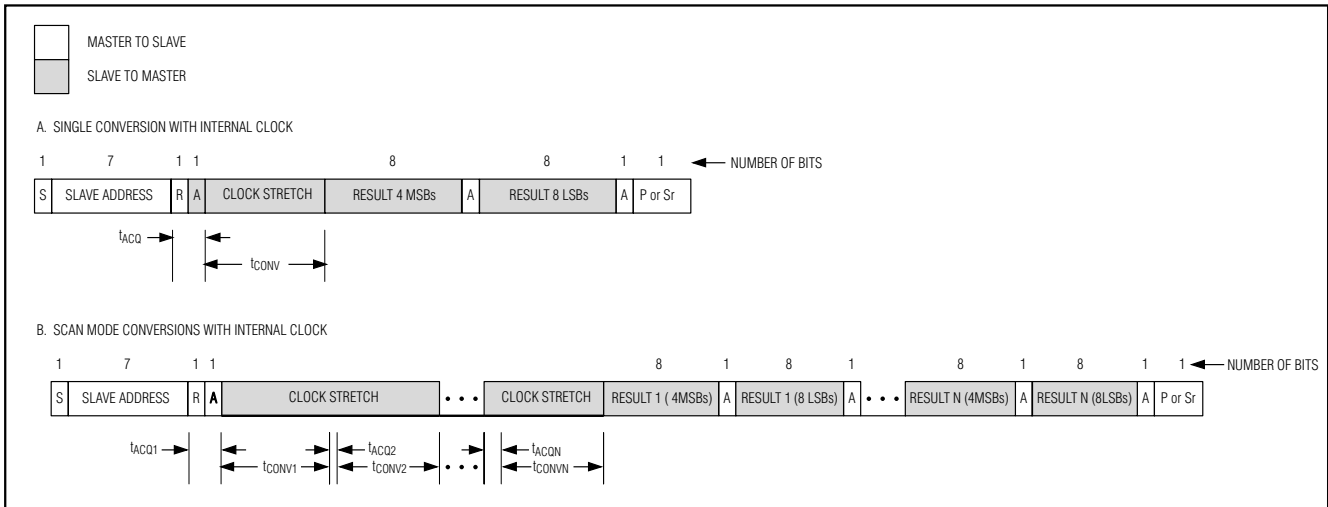 MASTER TO SLAVE
SLAVE TO MASTER
A. SINGLE CONVERSION WITH INTERNAL CLOCK
1 7 1 1 8 8 1 1 NUMBER OF BITS
S SLAVE ADDRESS R A CLOCK STRETCH RESULT 4 MSBs A RESULT 8 LSBs A P or Sr
tACQ
tCONV
B. SCAN MODE CONVERSIONS WITH INTERNAL CLOCK
1 7 1 1 8 1 8 1 8 1 8 1 1 NUMBER OF BITS
S SLAVE ADDRESS R A CLOCK STRETCH • • • CLOCK STRETCH RESULT 1 ( 4MSBs) A RESULT 1 (8 LSBs) A • • • RESULT N (4MSBs) A RESULT N (8LSBs) A P or Sr
tACQ1 tACQ2 tACQN
tCONV1 tCONV2 • • • tCONVN